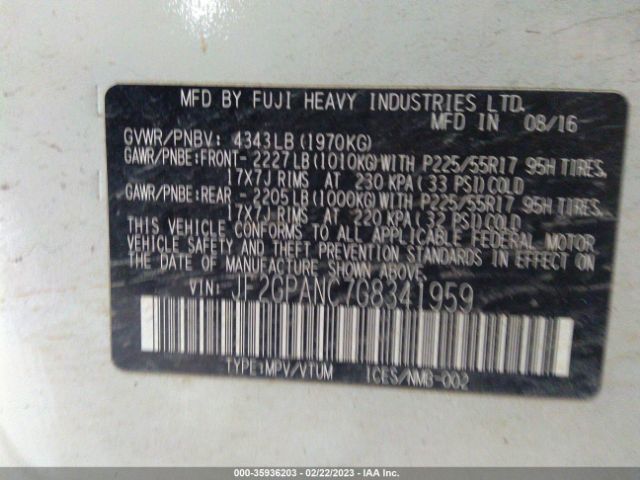 MFD BY FUJI HEAVY INDUSTRIES LTD.
MFD IN 08/16
GVWR/PNBV: 4343LB (1970KG)
GAWR/PNBE:FRONT- 2227LB(1010KG)WITH P225/55R17 95H TIRES,
17X7J RIMS AT 230 KPA(33 PSI)COLD
GAWR/PNBE:REAR - 2205LB(1000KG)WITH P225/55R17 95H TIRES,
17X7J RIMS AT 220 KPA(32 PSI)COLD
THIS VEHICLE CONFORMS TO ALL APPLICABLE FEDERAL MOTOR
VEHICLE SAFETY AND THEFT PREVENTION STANDARDS IN EFFECT ON
THE DATE OF MANUFACTURE SHOWN ABOVE.
VIN: JF2GPANC7G8341959
TYPE:MPV/VTUM ICES/NMB-002
000-35936203 - 02/22/2023 - IAA Inc.